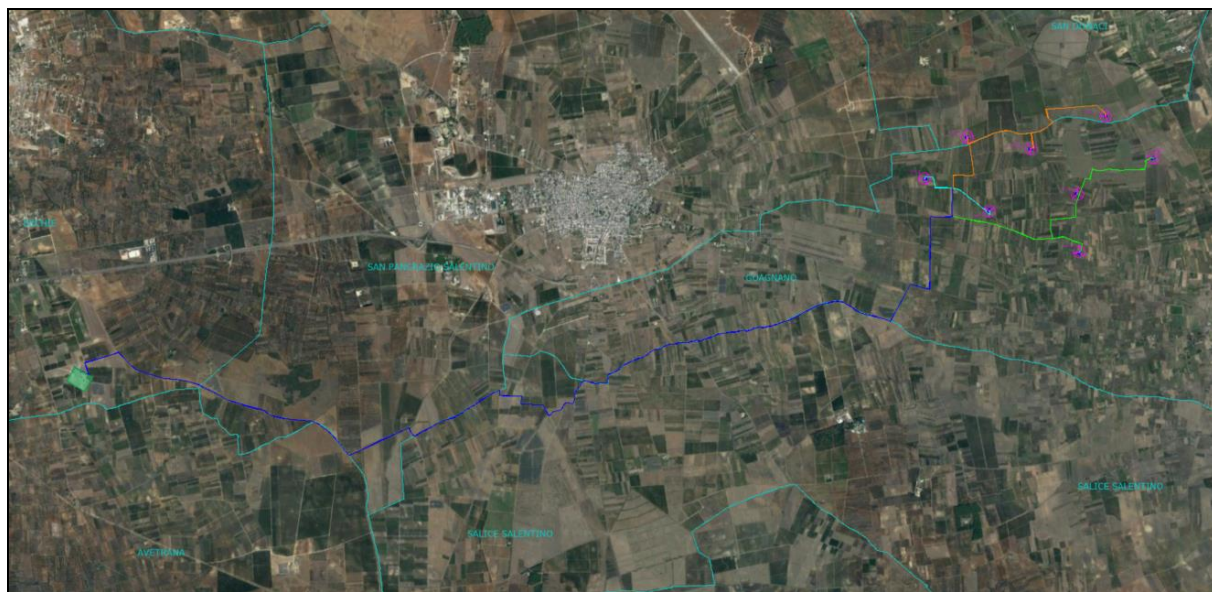 SAN DONACI
SAN PANCRAZIO SALENTINO
GUAGNANO
SALICE SALENTINO
SALICE SALENTINO
AVETRANA